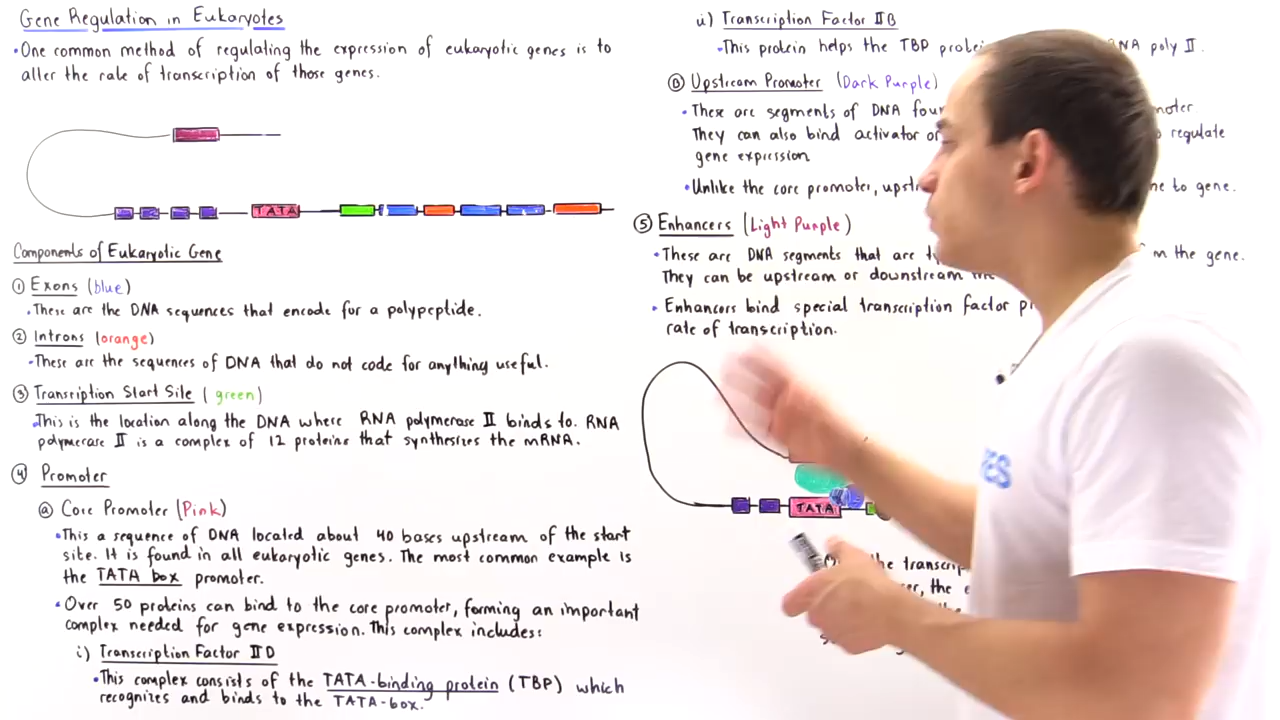 Gene Regulation in Eukaryotes
• One common method of regulating the expression of eukaryotic genes is to
alter the rate of transcription of those genes.
TATA
Components of Eukaryotic Gene
① Exons (blue)
• These are the DNA sequences that encode for a polypeptide.
② Introns (orange)
- These are the sequences of DNA that do not code for anything useful.
③ Transcription Start Site (green)
• This is the location along the DNA where RNA polymerase II binds to. RNA
polymerase II is a complex of 12 proteins that synthesizes the mRNA.
④ Promoter
ⓐ Core Promoter (Pink)
• This a sequence of DNA located about 40 bases upstream of the start
site. It is found in all eukaryotic genes. The most common example is
the TATA box promoter.
• Over 50 proteins can bind to the core promoter, forming an important
complex needed for gene expression. This complex includes:
i) Transcription Factor IID
• This complex consists of the TATA-binding protein (TBP) which
recognizes and binds to the TATA-box.
ii) Transcription Factor IIB
• This protein helps the TBP RNA poly II.
ⓑ Upstream Promoter (Dark Purple)
• These are segments of DNA
They can also bind activator or regulate
gene expression
• Unlike the core promoter, to gene.
⑤ Enhancers (Light Purple)
• These are DNA segments that are the gene.
They can be upstream or downstream
• Enhancers bind special transcription factor
rate of transcription.
TATA
the
the